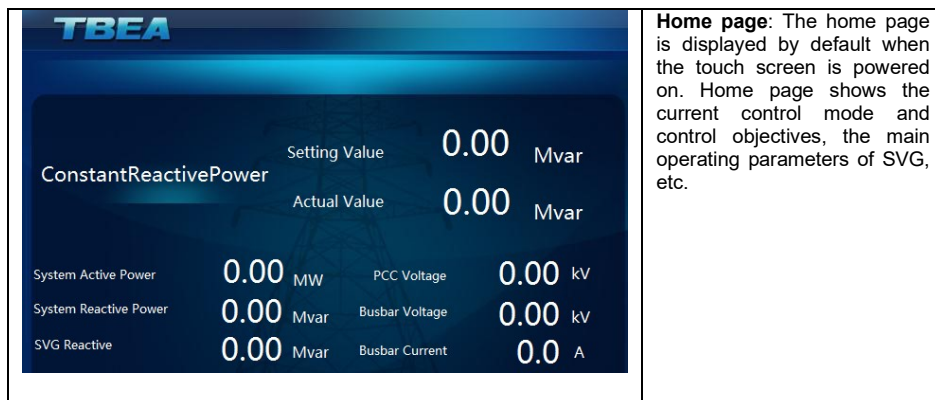 TBEA
ConstantReactivePower
Setting Value 0.00 Mvar
Actual Value 0.00 Mvar
System Active Power 0.00 MW PCC Voltage 0.00 kV
System Reactive Power 0.00 Mvar Busbar Voltage 0.00 kV
SVG Reactive 0.00 Mvar Busbar Current 0.0 A
Home page: The home page
is displayed by default when
the touch screen is powered
on. Home page shows the
current control mode and
control objectives, the main
operating parameters of SVG,
etc.